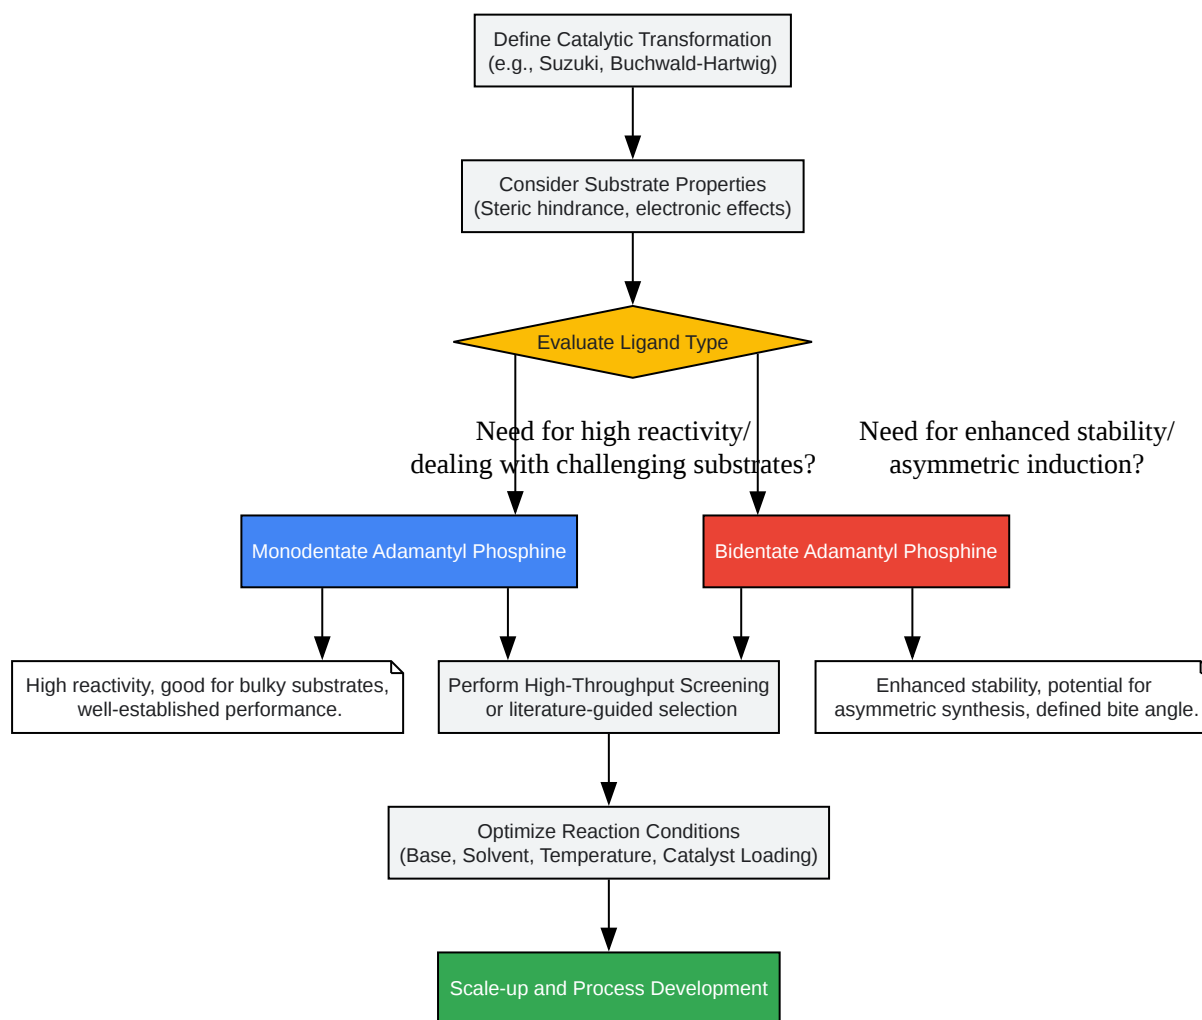 Define Catalytic Transformation
(e.g., Suzuki, Buchwald-Hartwig)
Consider Substrate Properties
(Steric hindrance, electronic effects)
Evaluate Ligand Type
Need for high reactivity/
dealing with challenging substrates?
Need for enhanced stability/
asymmetric induction?
Monodentate Adamantyl Phosphine
Bidentate Adamantyl Phosphine
High reactivity, good for bulky substrates,
well-established performance.
Perform High-Throughput Screening
or literature-guided selection
Enhanced stability, potential for
asymmetric synthesis, defined bite angle.
Optimize Reaction Conditions
(Base, Solvent, Temperature, Catalyst Loading)
Scale-up and Process Development